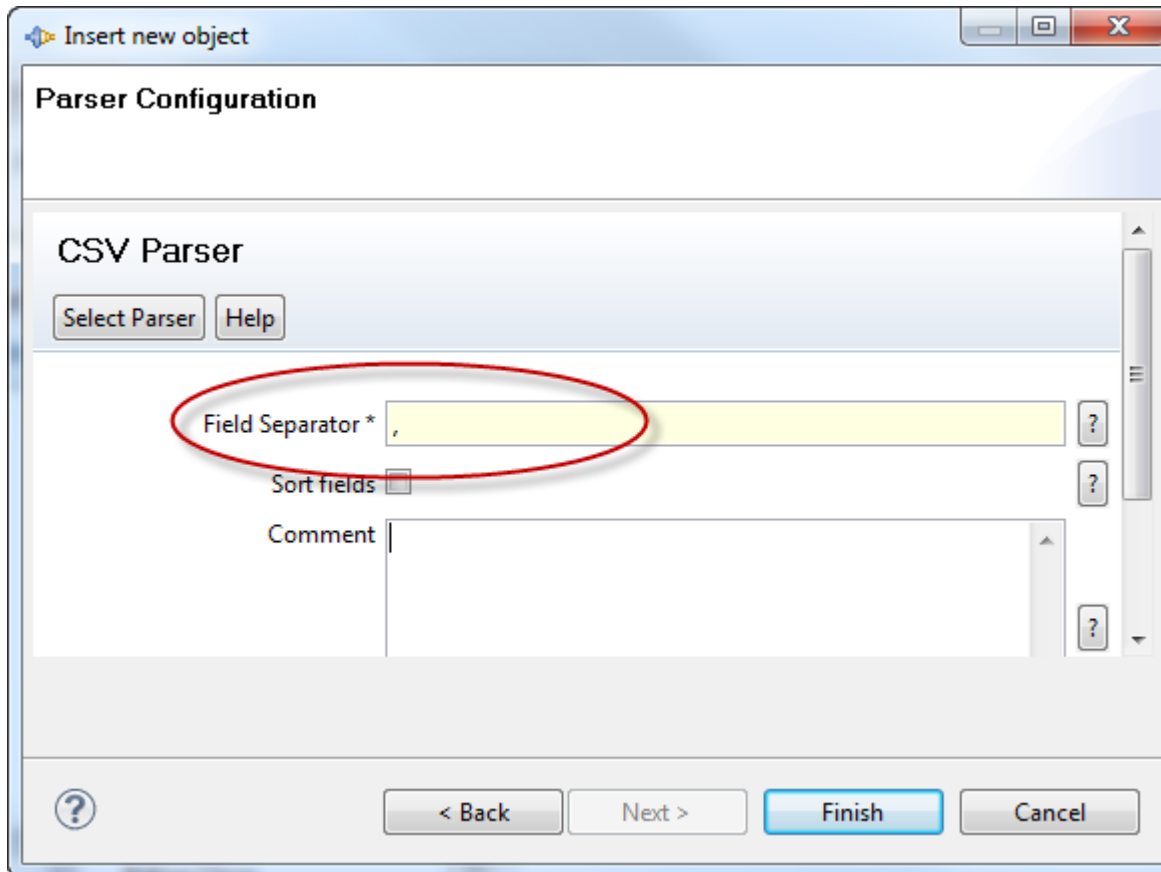 Insert new object
Parser Configuration
CSV Parser
Select Parser Help
Field Separator * ,
?
Sort fields
?
Comment
?
?
< Back Next > Finish Cancel